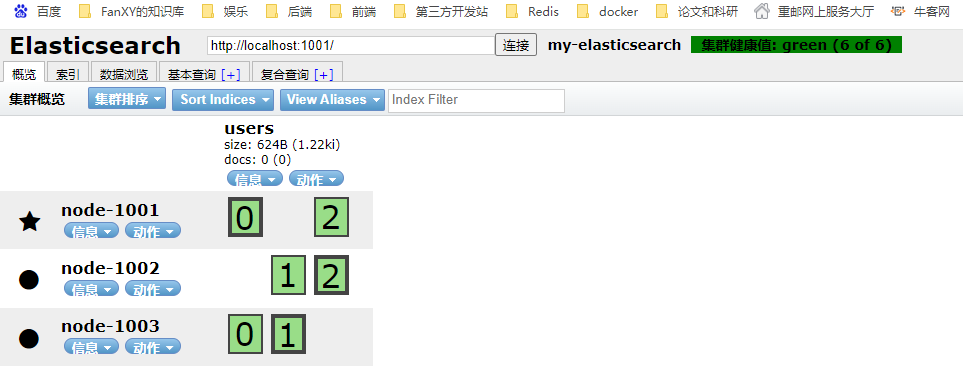 百度 FanXY的知识库 娱乐 后端 前端 第三方开发站 Redis docker 论文和科研 重邮网上服务大厅 牛客网
Elasticsearch http://localhost:1001/ 连接 my-elasticsearch 集群健康值: green (6 of 6)
概览 索引 数据浏览 基本查询 [+] 复合查询 [+]
集群概览 集群排序 Sort Indices View Aliases Index Filter
users
size: 624B (1.22ki)
docs: 0 (0)
信息 动作
node-1001 0 2
信息 动作
node-1002 1 2
信息 动作
node-1003 0 1
信息 动作